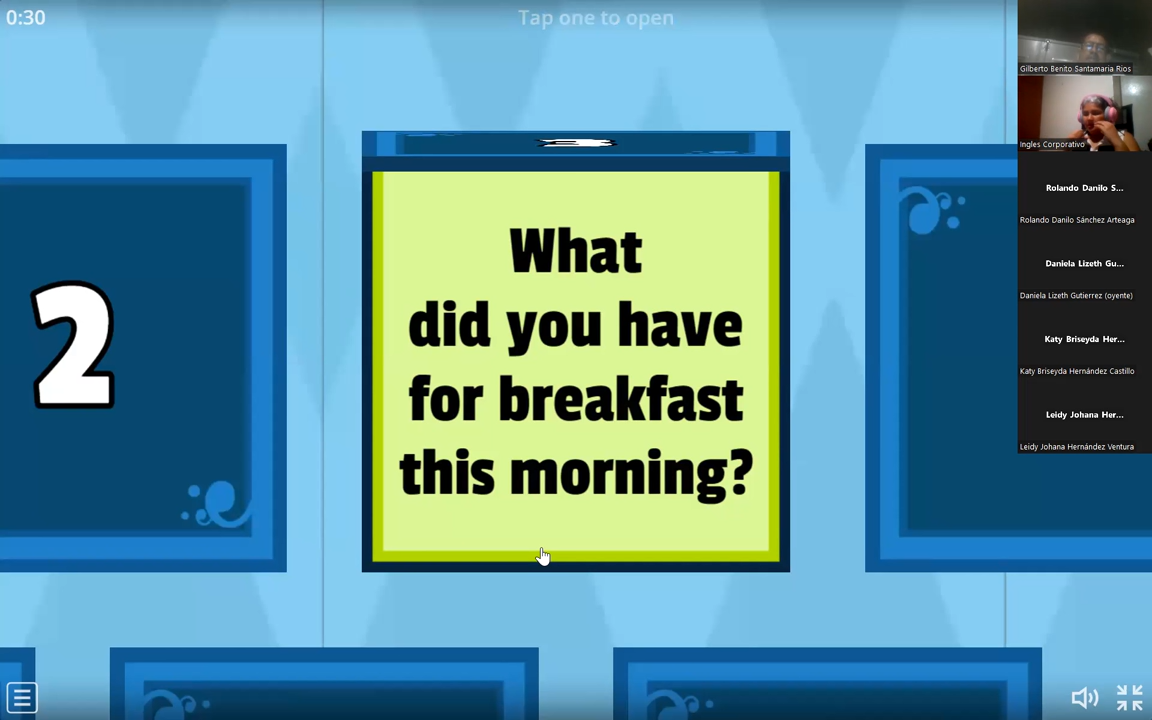 0:30
Tap one to open
Gilberto Benito Santamaria Rios
Ingles Corporativo
2
What
did you have
for breakfast
this morning?
Rolando Danilo S...
Rolando Danilo Sánchez Arteaga
Daniela Lizeth Gu...
Daniela Lizeth Gutierrez (oyente)
Katy Briseyda Her...
Katy Briseyda Hernández Castillo
Leidy Johana Her...
Leidy Johana Hernández Ventura